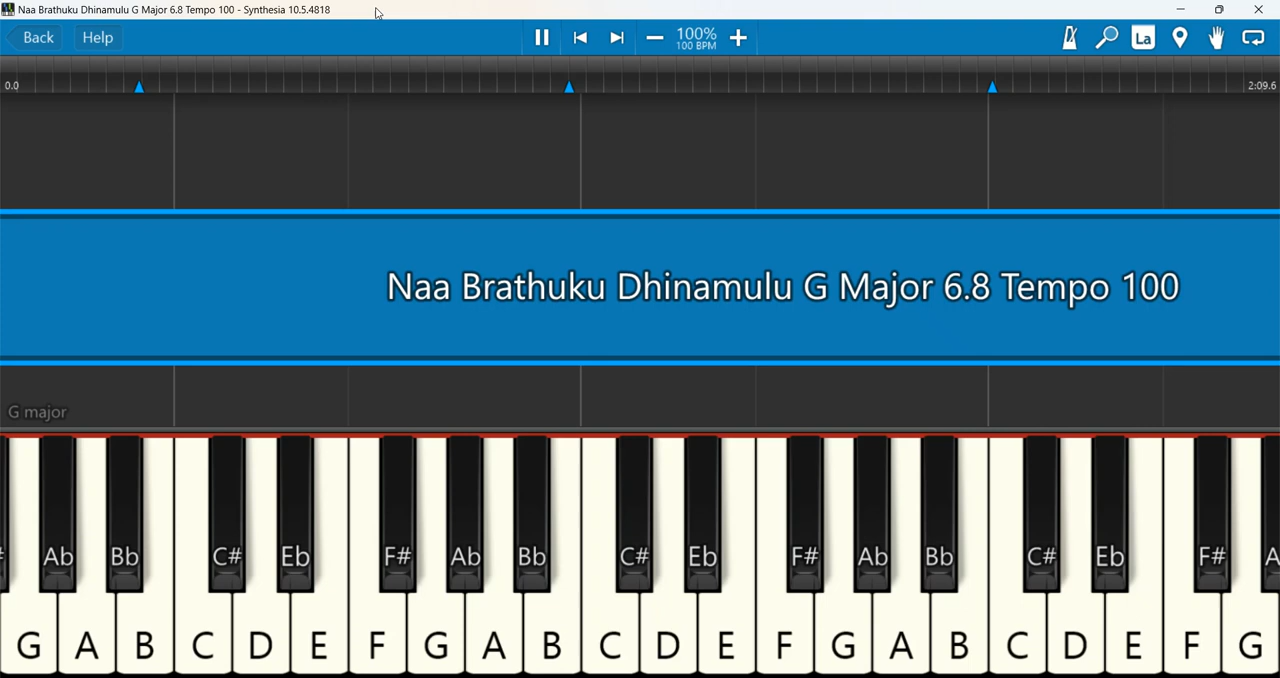 Naa Brathuku Dhinamulu G Major 6.8 Tempo 100 - Synthesia 10.5.4818
Back Help 100% La
100 BPM
0.0 2:09.6
Naa Brathuku Dhinamulu G Major 6.8 Tempo 100
G major
# Ab Bb C# Eb F# Ab Bb C# Eb F# Ab Bb C# Eb F# A
G A B C D E F G A B C D E F G A B C D E F G